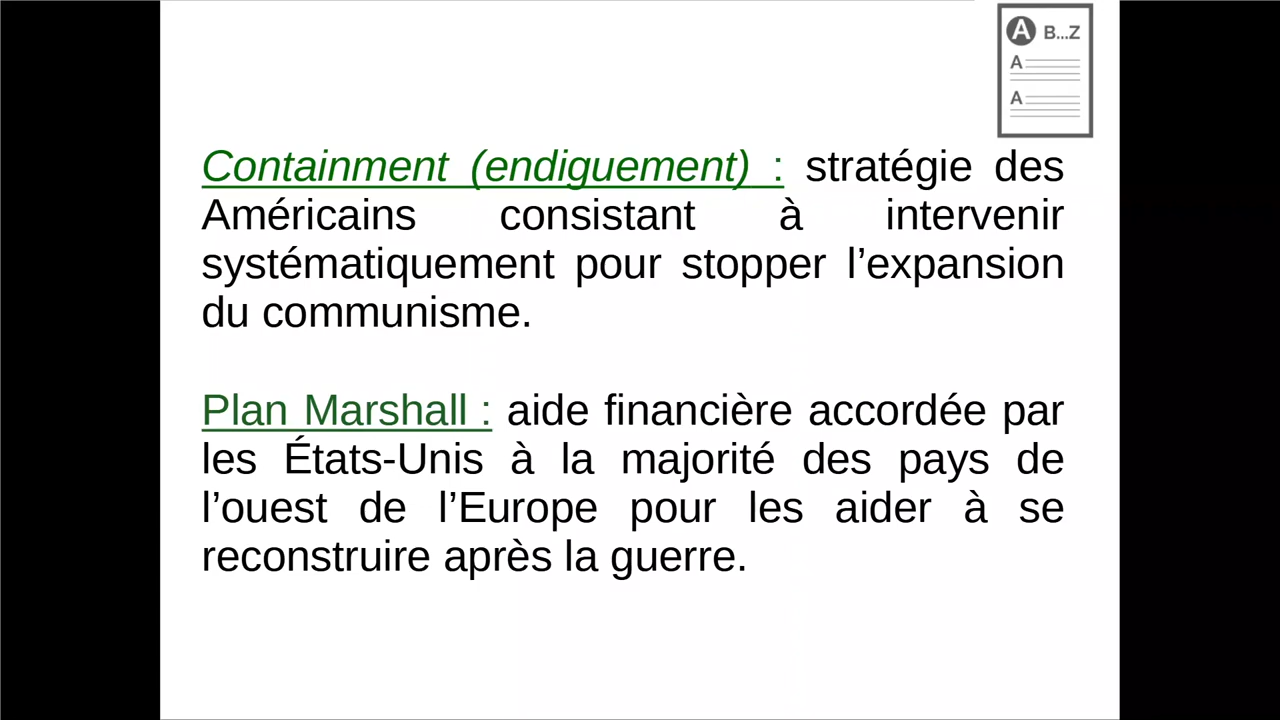 A B...Z
A
A
Containment (endiguement) : stratégie des
Américains consistant à intervenir
systématiquement pour stopper l’expansion
du communisme.
Plan Marshall : aide financière accordée par
les États-Unis à la majorité des pays de
l’ouest de l’Europe pour les aider à se
reconstruire après la guerre.